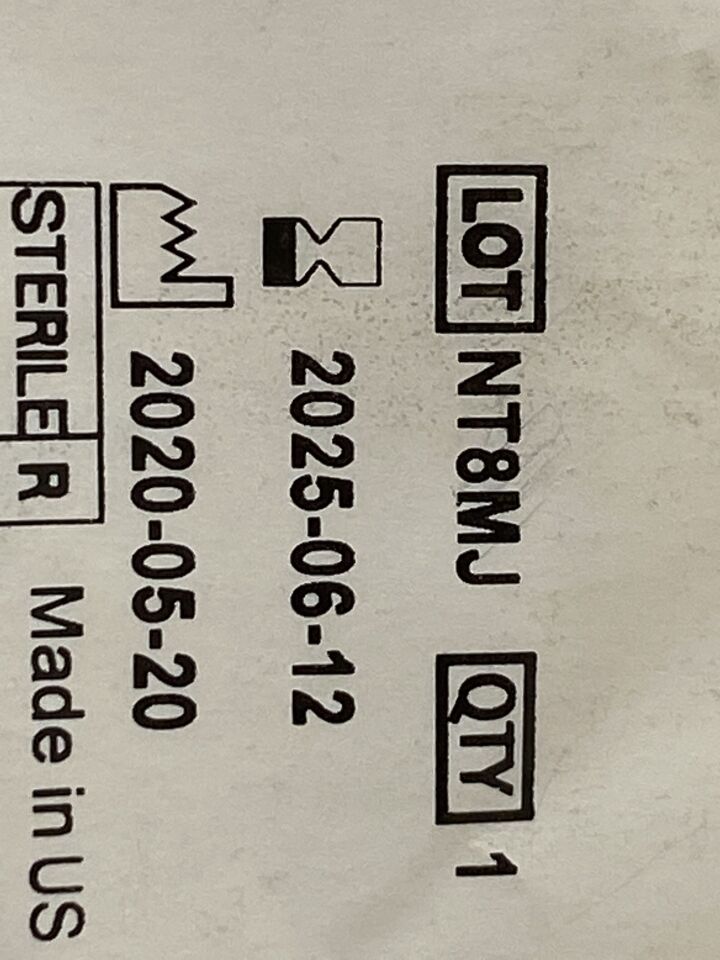 LOT NT8MJ QTY 1
2025-06-12
2020-05-20
STERILE R Made in US